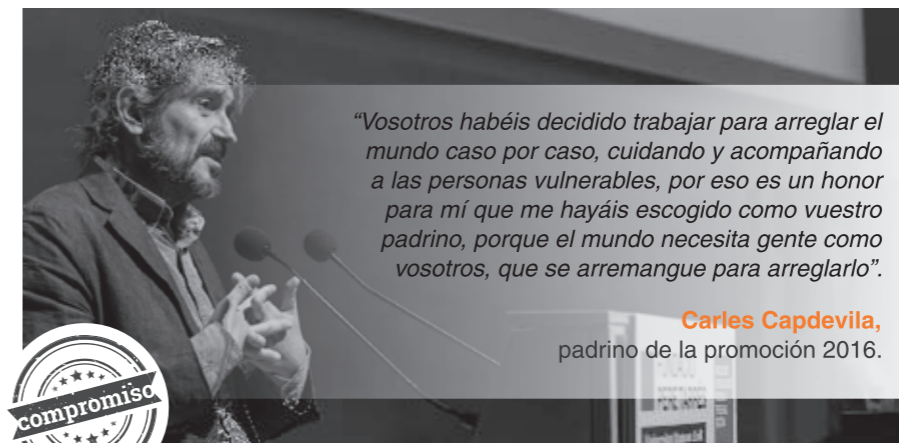 “Vosotros habéis decidido trabajar para arreglar el
mundo caso por caso, cuidando y acompañando
a las personas vulnerables, por eso es un honor
para mí que me hayáis escogido como vuestro
padrino, porque el mundo necesita gente como
vosotros, que se arremangue para arreglarlo”.
Carles Capdevila,
padrino de la promoción 2016.
compromiso